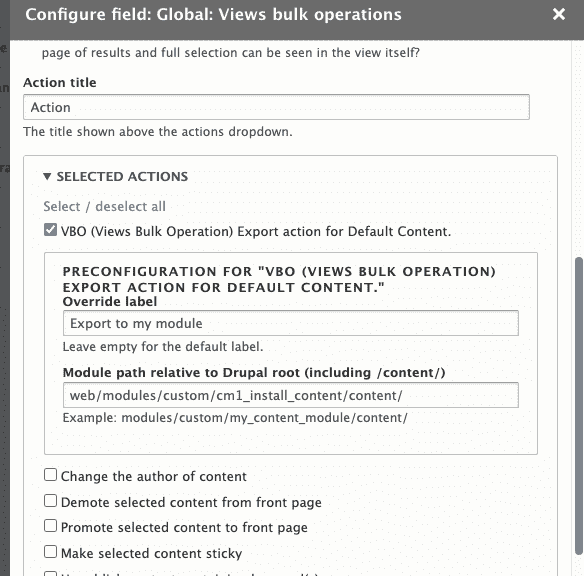 Configure field: Global: Views bulk operations ×
page of results and full selection can be seen in the view itself?
Action title
Action
The title shown above the actions dropdown.
▼ SELECTED ACTIONS
Select / deselect all
VBO (Views Bulk Operation) Export action for Default Content.
PRECONFIGURATION FOR "VBO (VIEWS BULK OPERATION)
EXPORT ACTION FOR DEFAULT CONTENT."
Override label
Export to my module
Leave empty for the default label.
Module path relative to Drupal root (including /content/)
web/modules/custom/cm1_install_content/content/
Example: modules/custom/my_content_module/content/
Change the author of content
Demote selected content from front page
Promote selected content to front page
Make selected content sticky